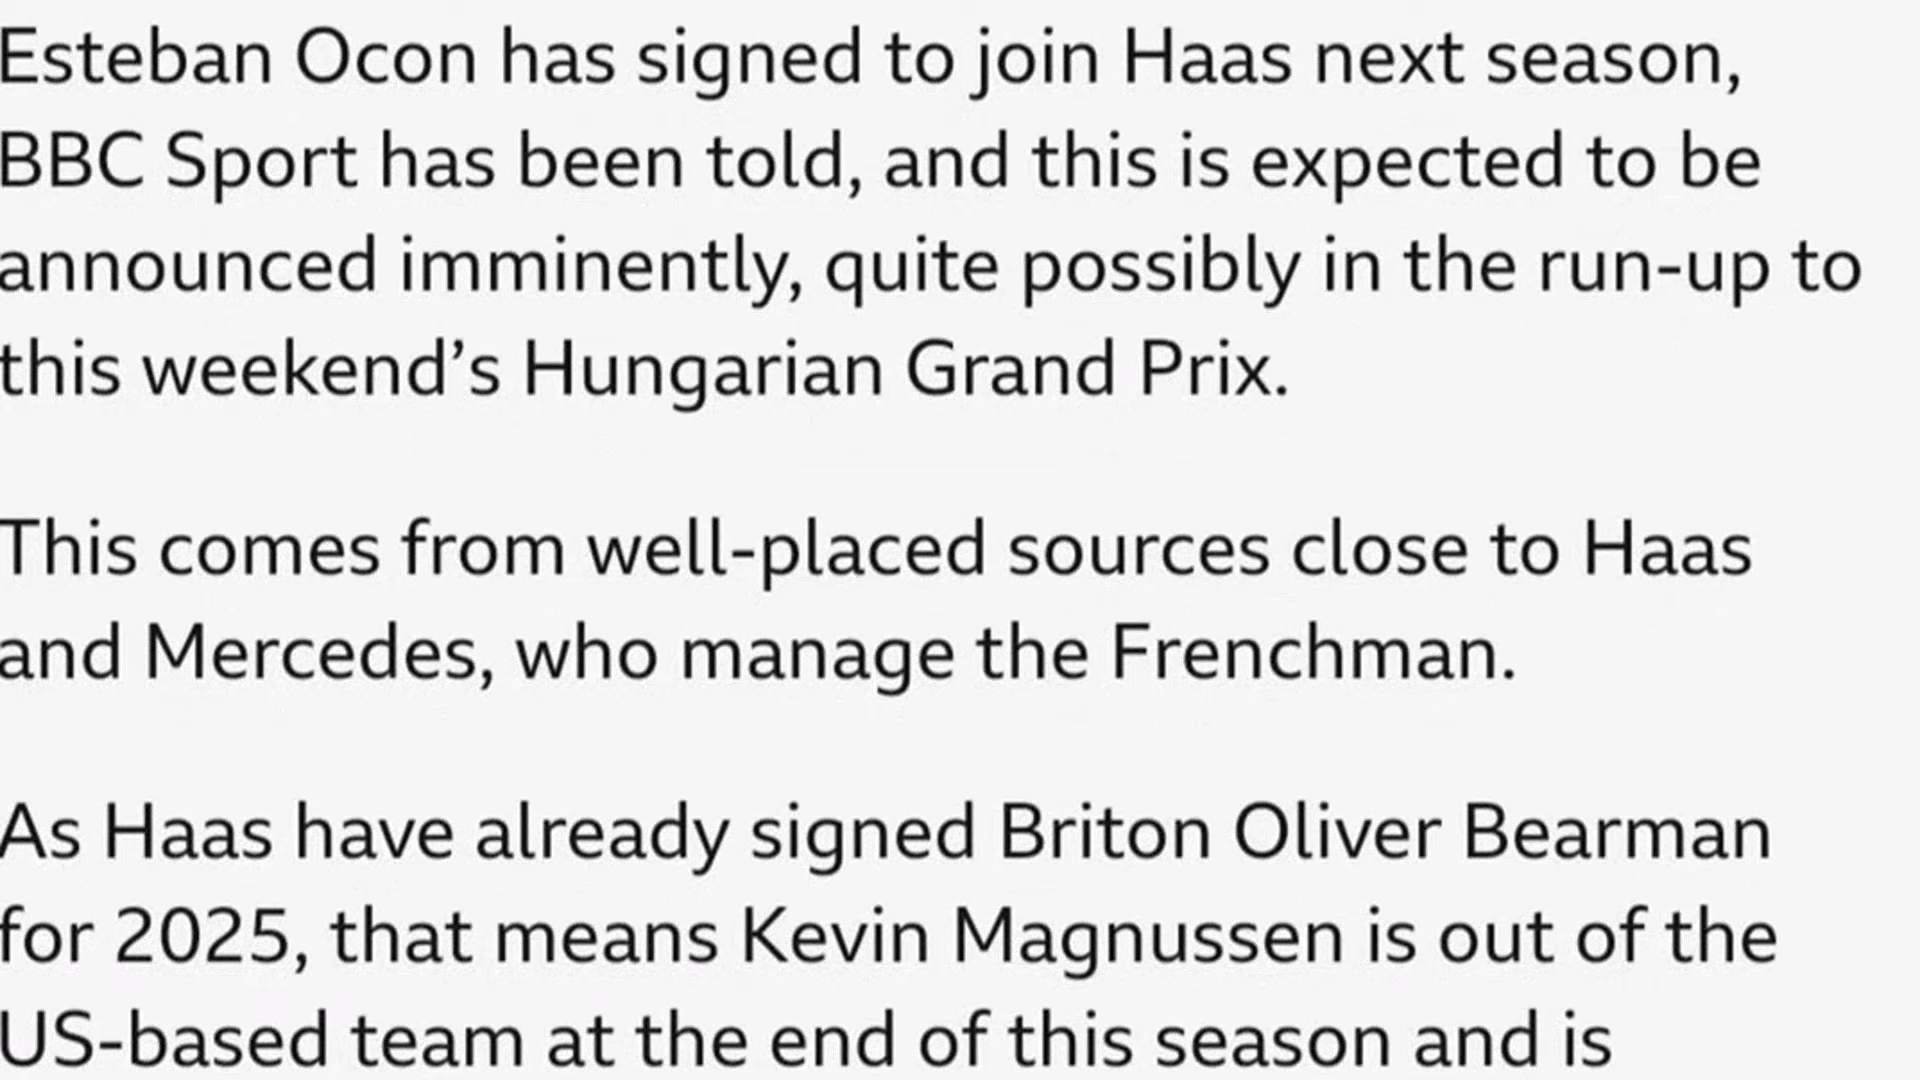 Esteban Ocon has signed to join Haas next season,
BBC Sport has been told, and this is expected to be
announced imminently, quite possibly in the run-up to
this weekend’s Hungarian Grand Prix.
This comes from well-placed sources close to Haas
and Mercedes, who manage the Frenchman.
As Haas have already signed Briton Oliver Bearman
for 2025, that means Kevin Magnussen is out of the
US-based team at the end of this season and is